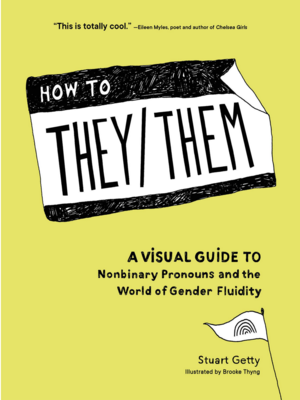 "This is totally cool." —Eileen Myles, poet and author of Chelsea Girls
HOW TO
THEY/THEM
A VISUAL GUIDE TO
Nonbinary Pronouns and the
World of Gender Fluidity
Stuart Getty
Illustrated by Brooke Thyng